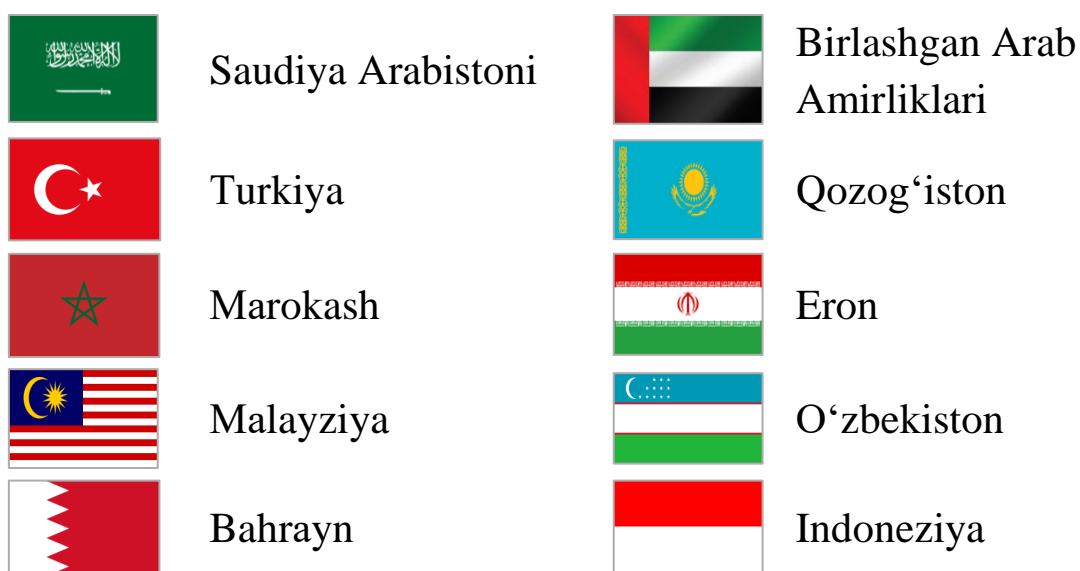 Saudiya Arabistoni
Birlashgan Arab
Amirliklari
Turkiya
Qozog‘iston
Marokash
Eron
Malayziya
O‘zbekiston
Bahrayn
Indoneziya